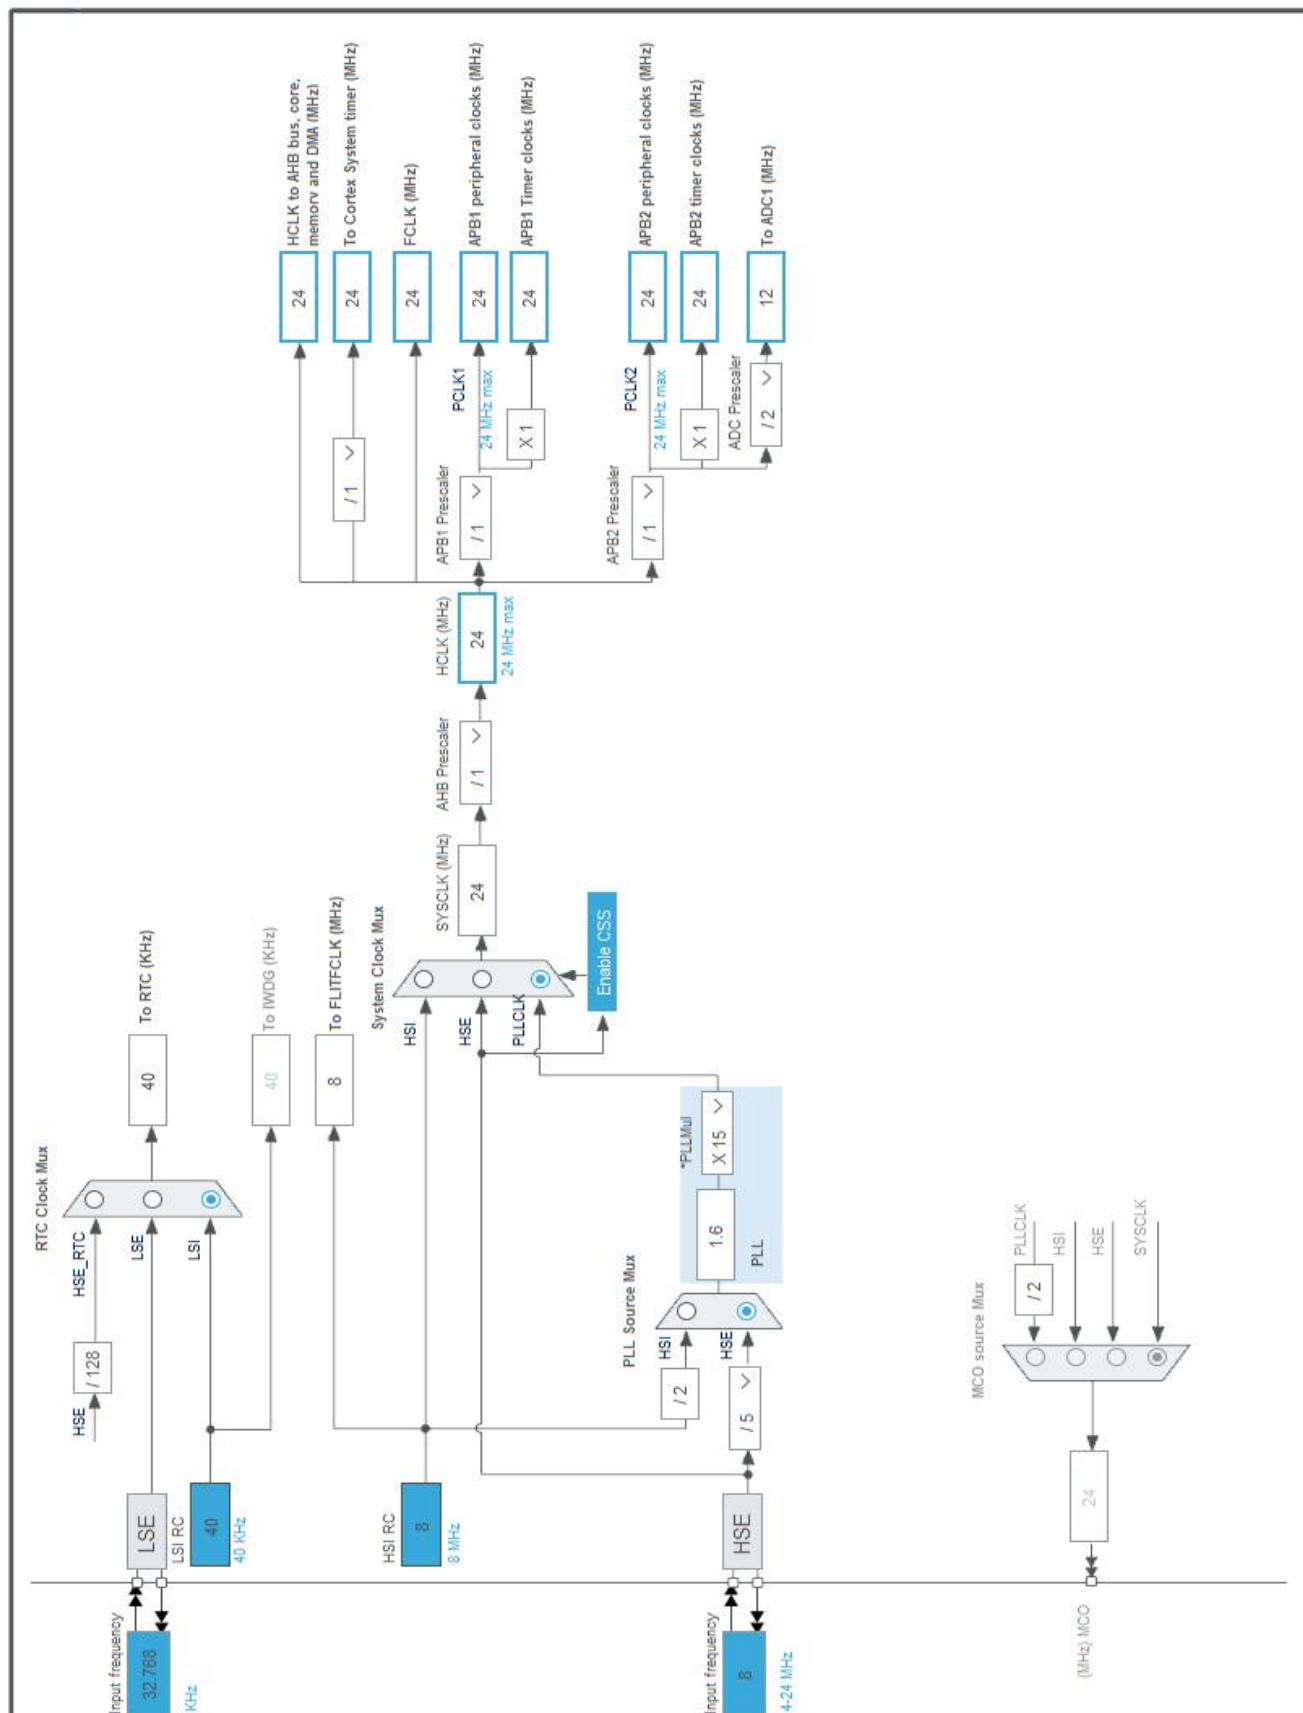 Input frequency
32.768
KHz
LSE
LSI RC
40
40 KHz
HSE
/ 128
HSE_RTC
LSE
LSI
RTC Clock Mux
40
To RTC (KHz)
40
To IWDG (KHz)
8
To FLITFCLK (MHz)
HSI RC
8
8 MHz
System Clock Mux
HSI
HSE
PLLCLK
Enable CSS
SYSCLK (MHz)
24
AHB Prescaler
/ 1
HCLK (MHz)
24
24 MHz max
24
HCLK to AHB bus, core,
memory and DMA (MHz)
/ 1
24
To Cortex System timer (MHz)
24
FCLK (MHz)
APB1 Prescaler
/ 1
PCLK1
24 MHz max
24
APB1 peripheral clocks (MHz)
X 1
24
APB1 Timer clocks (MHz)
APB2 Prescaler
/ 1
PCLK2
24 MHz max
24
APB2 peripheral clocks (MHz)
X 1
24
APB2 timer clocks (MHz)
ADC Prescaler
/ 2
12
To ADC1 (MHz)
Input frequency
8
4-24 MHz
HSE
/ 2
/ 5
PLL Source Mux
HSI
HSE
1.6
*PLLMul
X 15
PLL
(MHz) MCO
24
MCO source Mux
/ 2
PLLCLK
HSI
HSE
SYSCLK